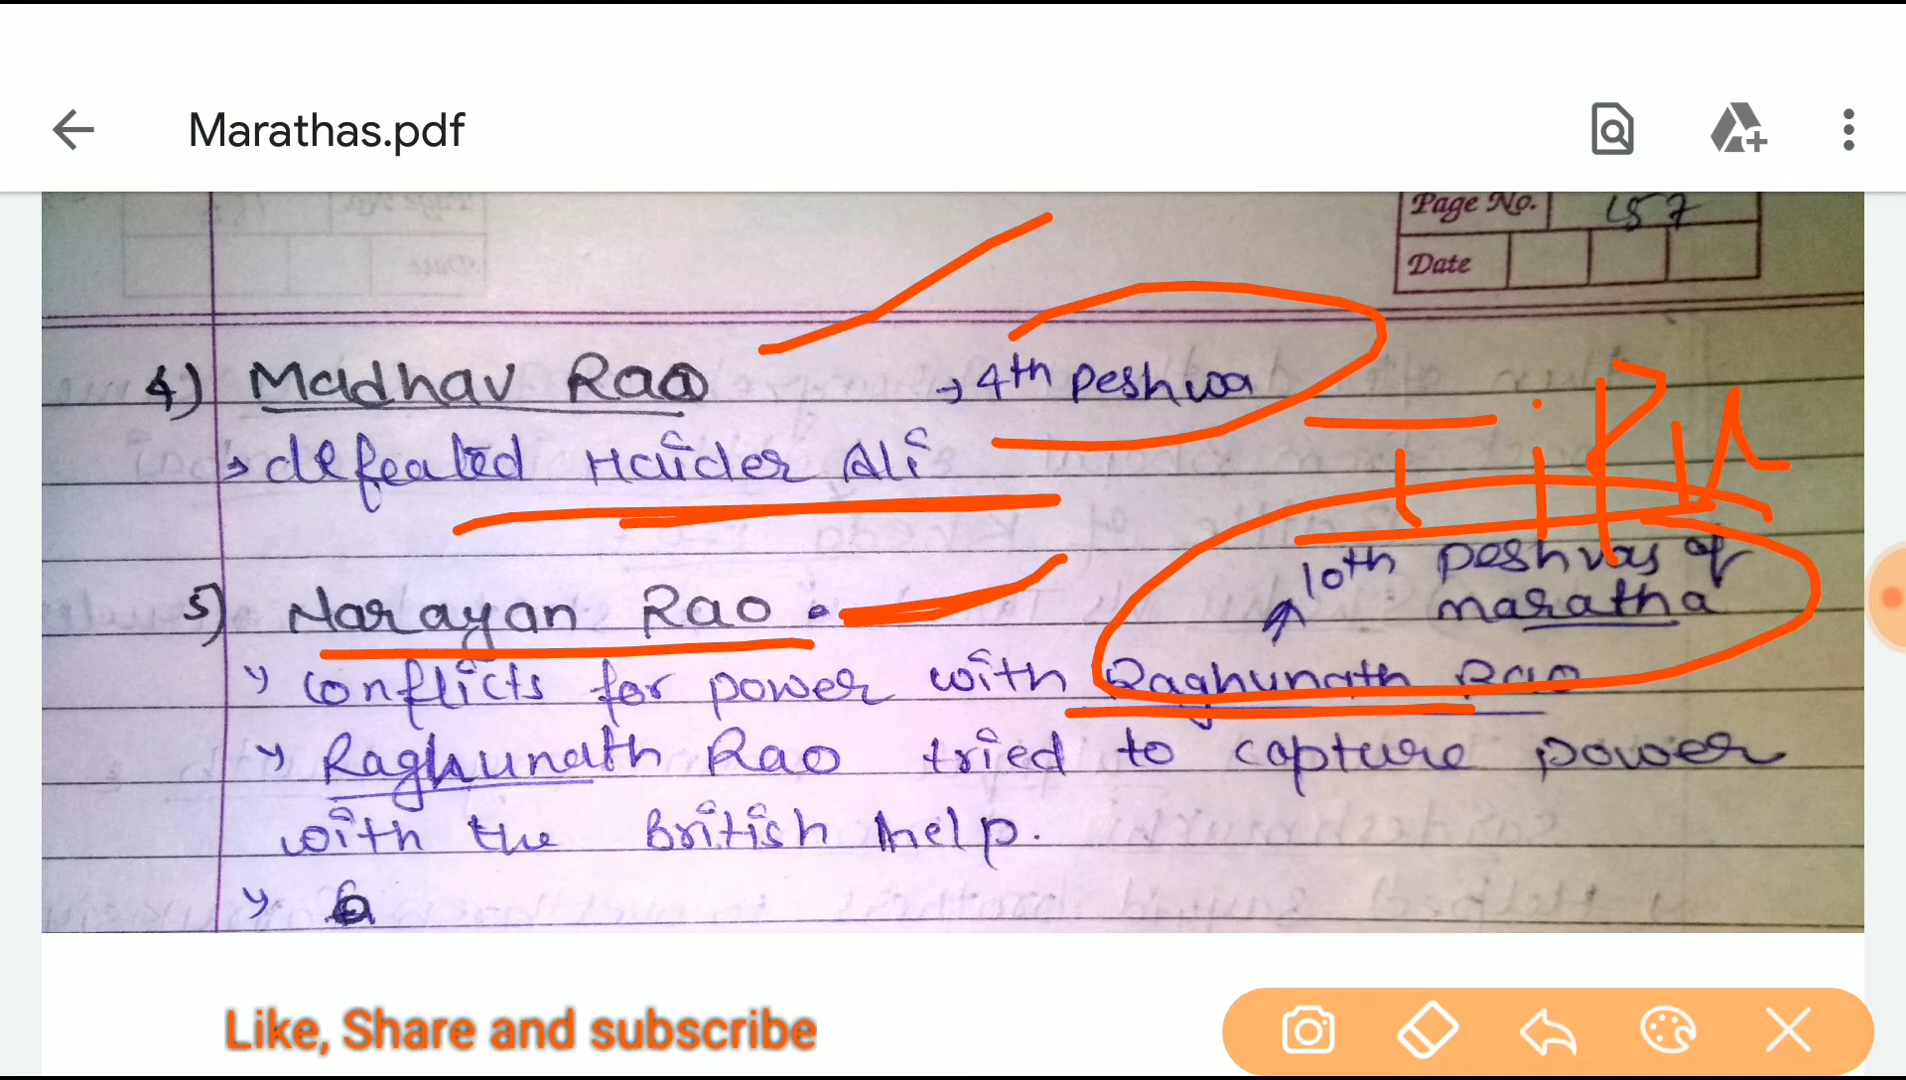 Marathas.pdf
Page No. 157
Date
4) Madhav Rao → 4th Peshwa
→ defeated Haider Ali
10th Peshwas of
5) Narayan Rao . maratha
conflicts for power with Raghunath Rao
Raghunath Rao tried to capture power
with the British help.
Like, Share and subscribe